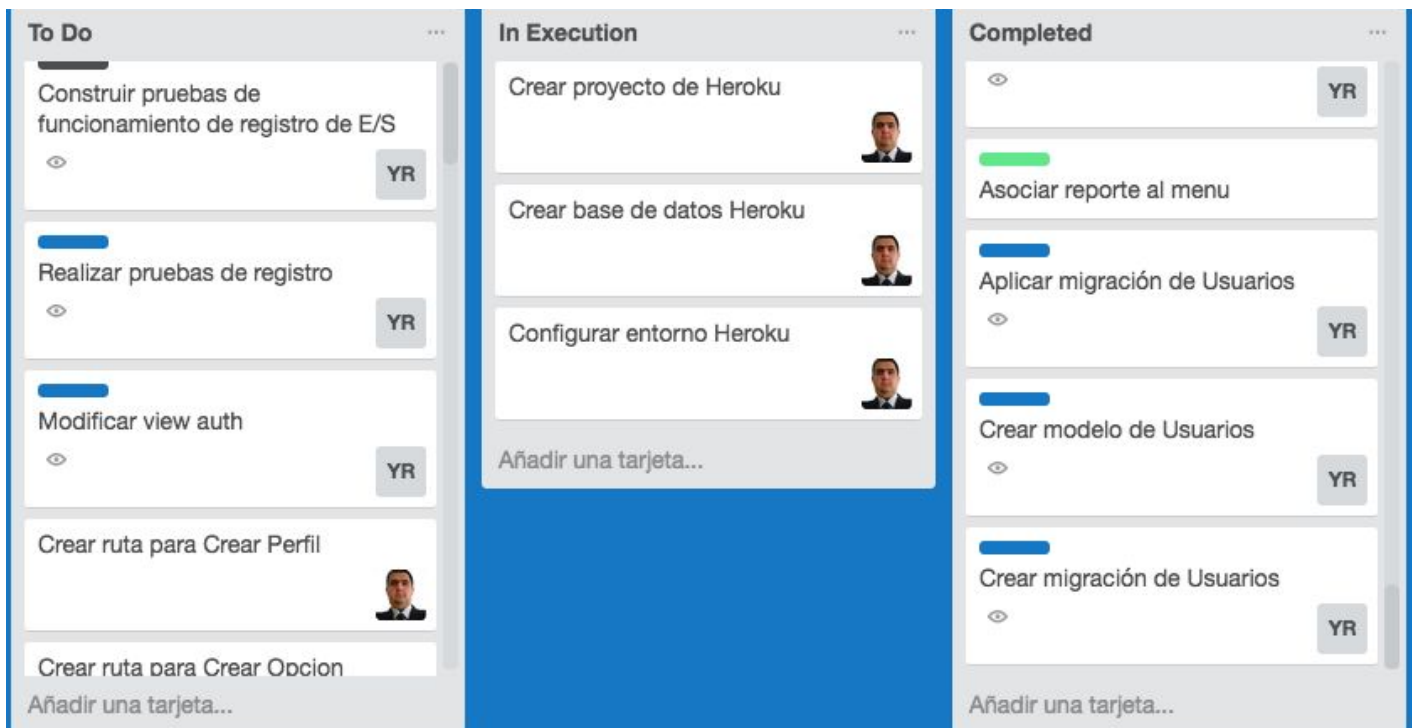 To Do
Construir pruebas de
funcionamiento de registro de E/S
YR
Realizar pruebas de registro
YR
Modificar view auth
YR
Crear ruta para Crear Perfil
Crear ruta para Crear Opcion
Añadir una tarjeta...
In Execution
Crear proyecto de Heroku
Crear base de datos Heroku
Configurar entorno Heroku
Añadir una tarjeta...
Completed
YR
Asociar reporte al menu
Aplicar migración de Usuarios
YR
Crear modelo de Usuarios
YR
Crear migración de Usuarios
YR
Añadir una tarjeta...